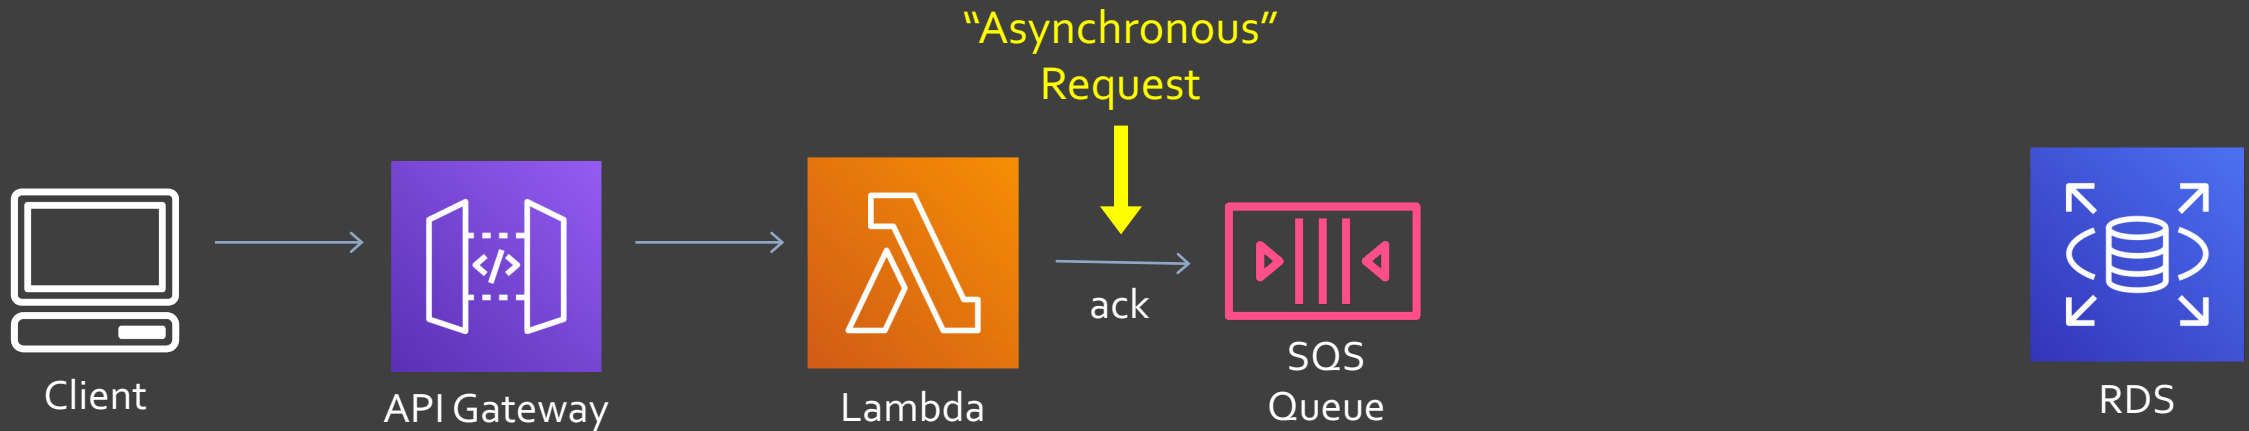 “Asynchronous”
Request
ack
Client
API Gateway
Lambda
SQS
Queue
RDS